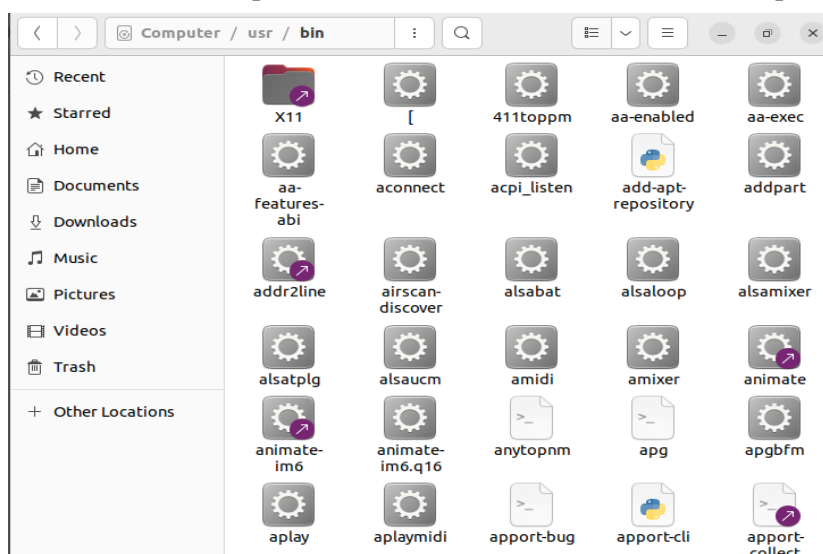 Computer / usr / bin
Recent
Starred
Home
Documents
Downloads
Music
Pictures
Videos
Trash
+ Other Locations
X11
[
411toppm
aa-enabled
aa-exec
aa-
features-
abi
aconnect
acpi_listen
add-apt-
repository
addpart
addr2line
airscan-
discover
alsabat
alsaloop
alsamixer
alsatplg
alsaucm
amidi
amixer
animate
animate-
im6
animate-
im6.q16
anytopnm
apg
apgbfm
aplay
aplaymidi
apport-bug
apport-cli
apport-
collect